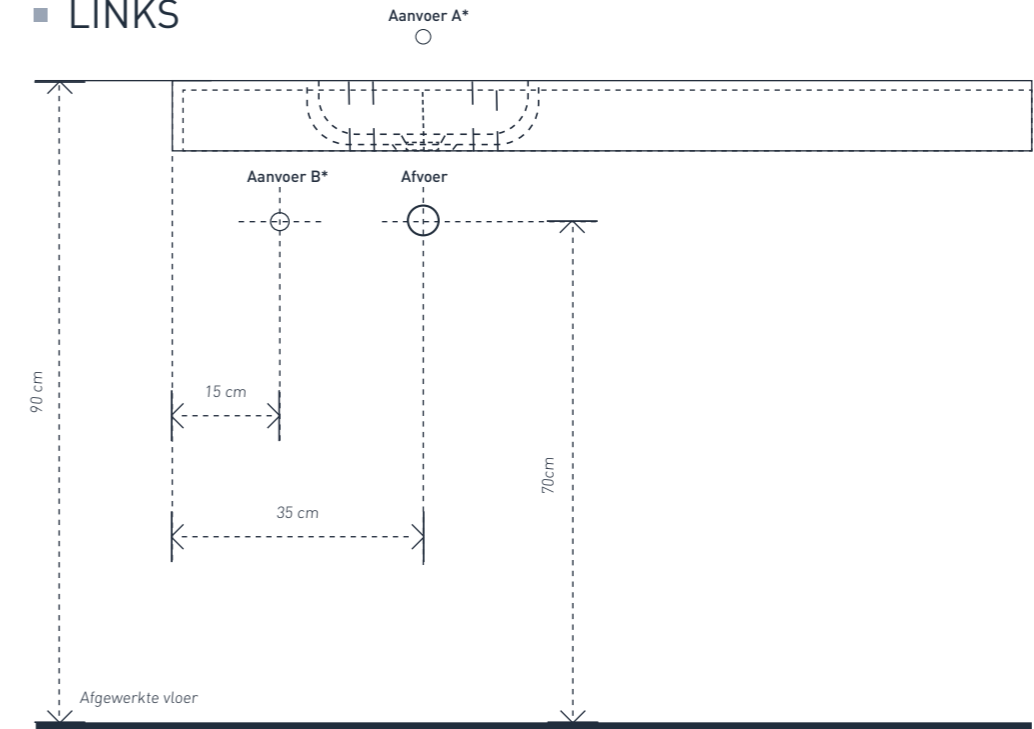 LINKS
Aanvoer A*
Aanvoer B*
Afvoer
90 cm
15 cm
70cm
35 cm
Afgewerkte vloer